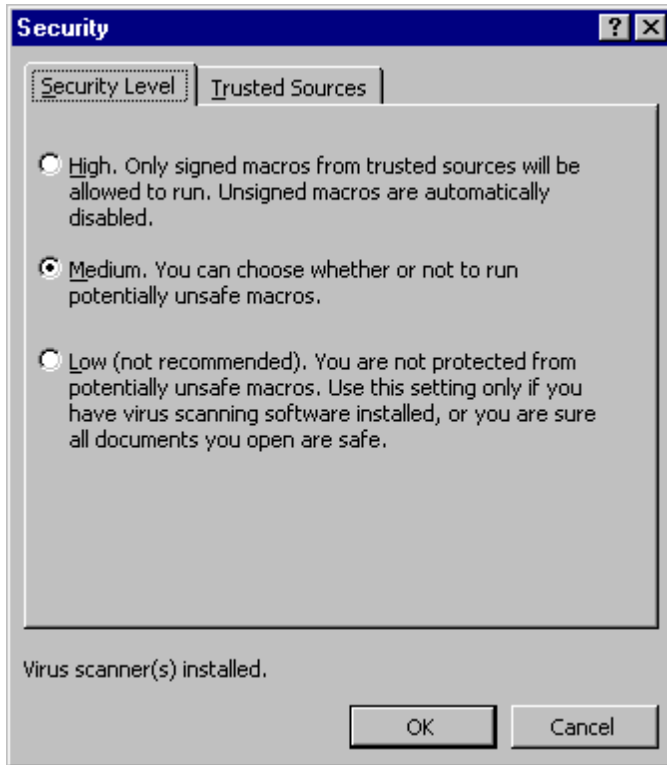 Security
Security Level
Trusted Sources
High. Only signed macros from trusted sources will be
allowed to run. Unsigned macros are automatically
disabled.
Medium. You can choose whether or not to run
potentially unsafe macros.
Low (not recommended). You are not protected from
potentially unsafe macros. Use this setting only if you
have virus scanning software installed, or you are sure
all documents you open are safe.
Virus scanner(s) installed.
OK
Cancel